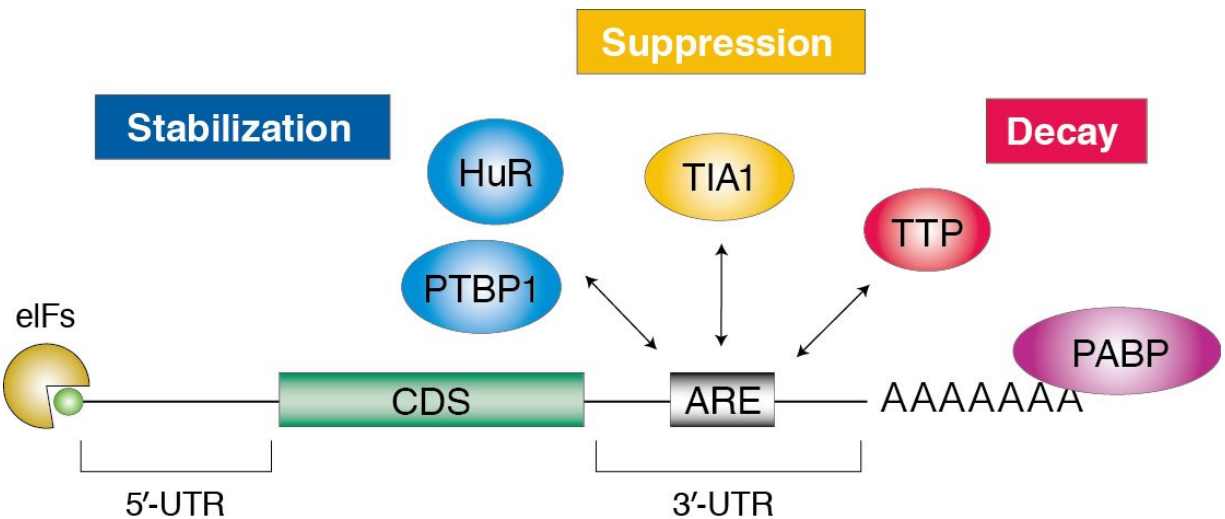 Suppression
Stabilization
Decay
HuR
TIA1
TTP
PTBP1
eIFs
PABP
CDS
ARE
AAAAAAA
5′-UTR
3′-UTR